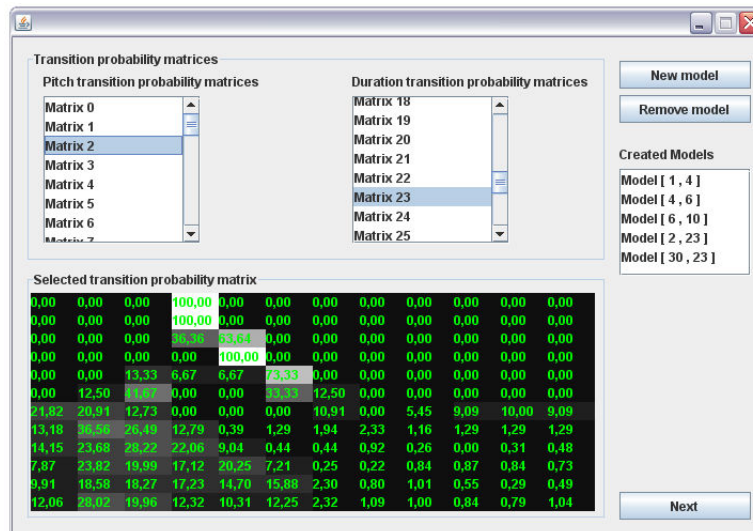 Transition probability matrices
Pitch transition probability matrices
Matrix 0
Matrix 1
Matrix 2
Matrix 3
Matrix 4
Matrix 5
Matrix 6
Matrix 7
Duration transition probability matrices
Matrix 18
Matrix 19
Matrix 20
Matrix 21
Matrix 22
Matrix 23
Matrix 24
Matrix 25
New model
Remove model
Created Models
Model [ 1 , 4 ]
Model [ 4 , 6 ]
Model [ 6 , 10 ]
Model [ 2 , 23 ]
Model [ 30 , 23 ]
Selected transition probability matrix
0,00 0,00 0,00 100,00 0,00 0,00 0,00 0,00 0,00 0,00 0,00 0,00
0,00 0,00 0,00 100,00 0,00 0,00 0,00 0,00 0,00 0,00 0,00 0,00
0,00 0,00 0,00 36,36 63,64 0,00 0,00 0,00 0,00 0,00 0,00 0,00
0,00 0,00 0,00 0,00 100,00 0,00 0,00 0,00 0,00 0,00 0,00 0,00
0,00 0,00 13,33 6,67 6,67 73,33 0,00 0,00 0,00 0,00 0,00 0,00
0,00 12,50 41,67 0,00 0,00 33,33 12,50 0,00 0,00 0,00 0,00 0,00
21,82 20,91 12,73 0,00 0,00 0,00 10,91 0,00 5,45 9,09 10,00 9,09
13,18 36,56 26,49 12,79 0,39 1,29 1,94 2,33 1,16 1,29 1,29 1,29
14,15 23,68 28,22 22,06 9,04 0,44 0,44 0,92 0,26 0,00 0,31 0,48
7,87 23,82 19,99 17,12 20,25 7,21 0,25 0,22 0,84 0,87 0,84 0,73
9,91 18,58 18,27 17,23 14,70 15,88 2,30 0,80 1,01 0,55 0,29 0,49
12,06 28,02 19,96 12,32 10,31 12,25 2,32 1,09 1,00 0,84 0,79 1,04
Next